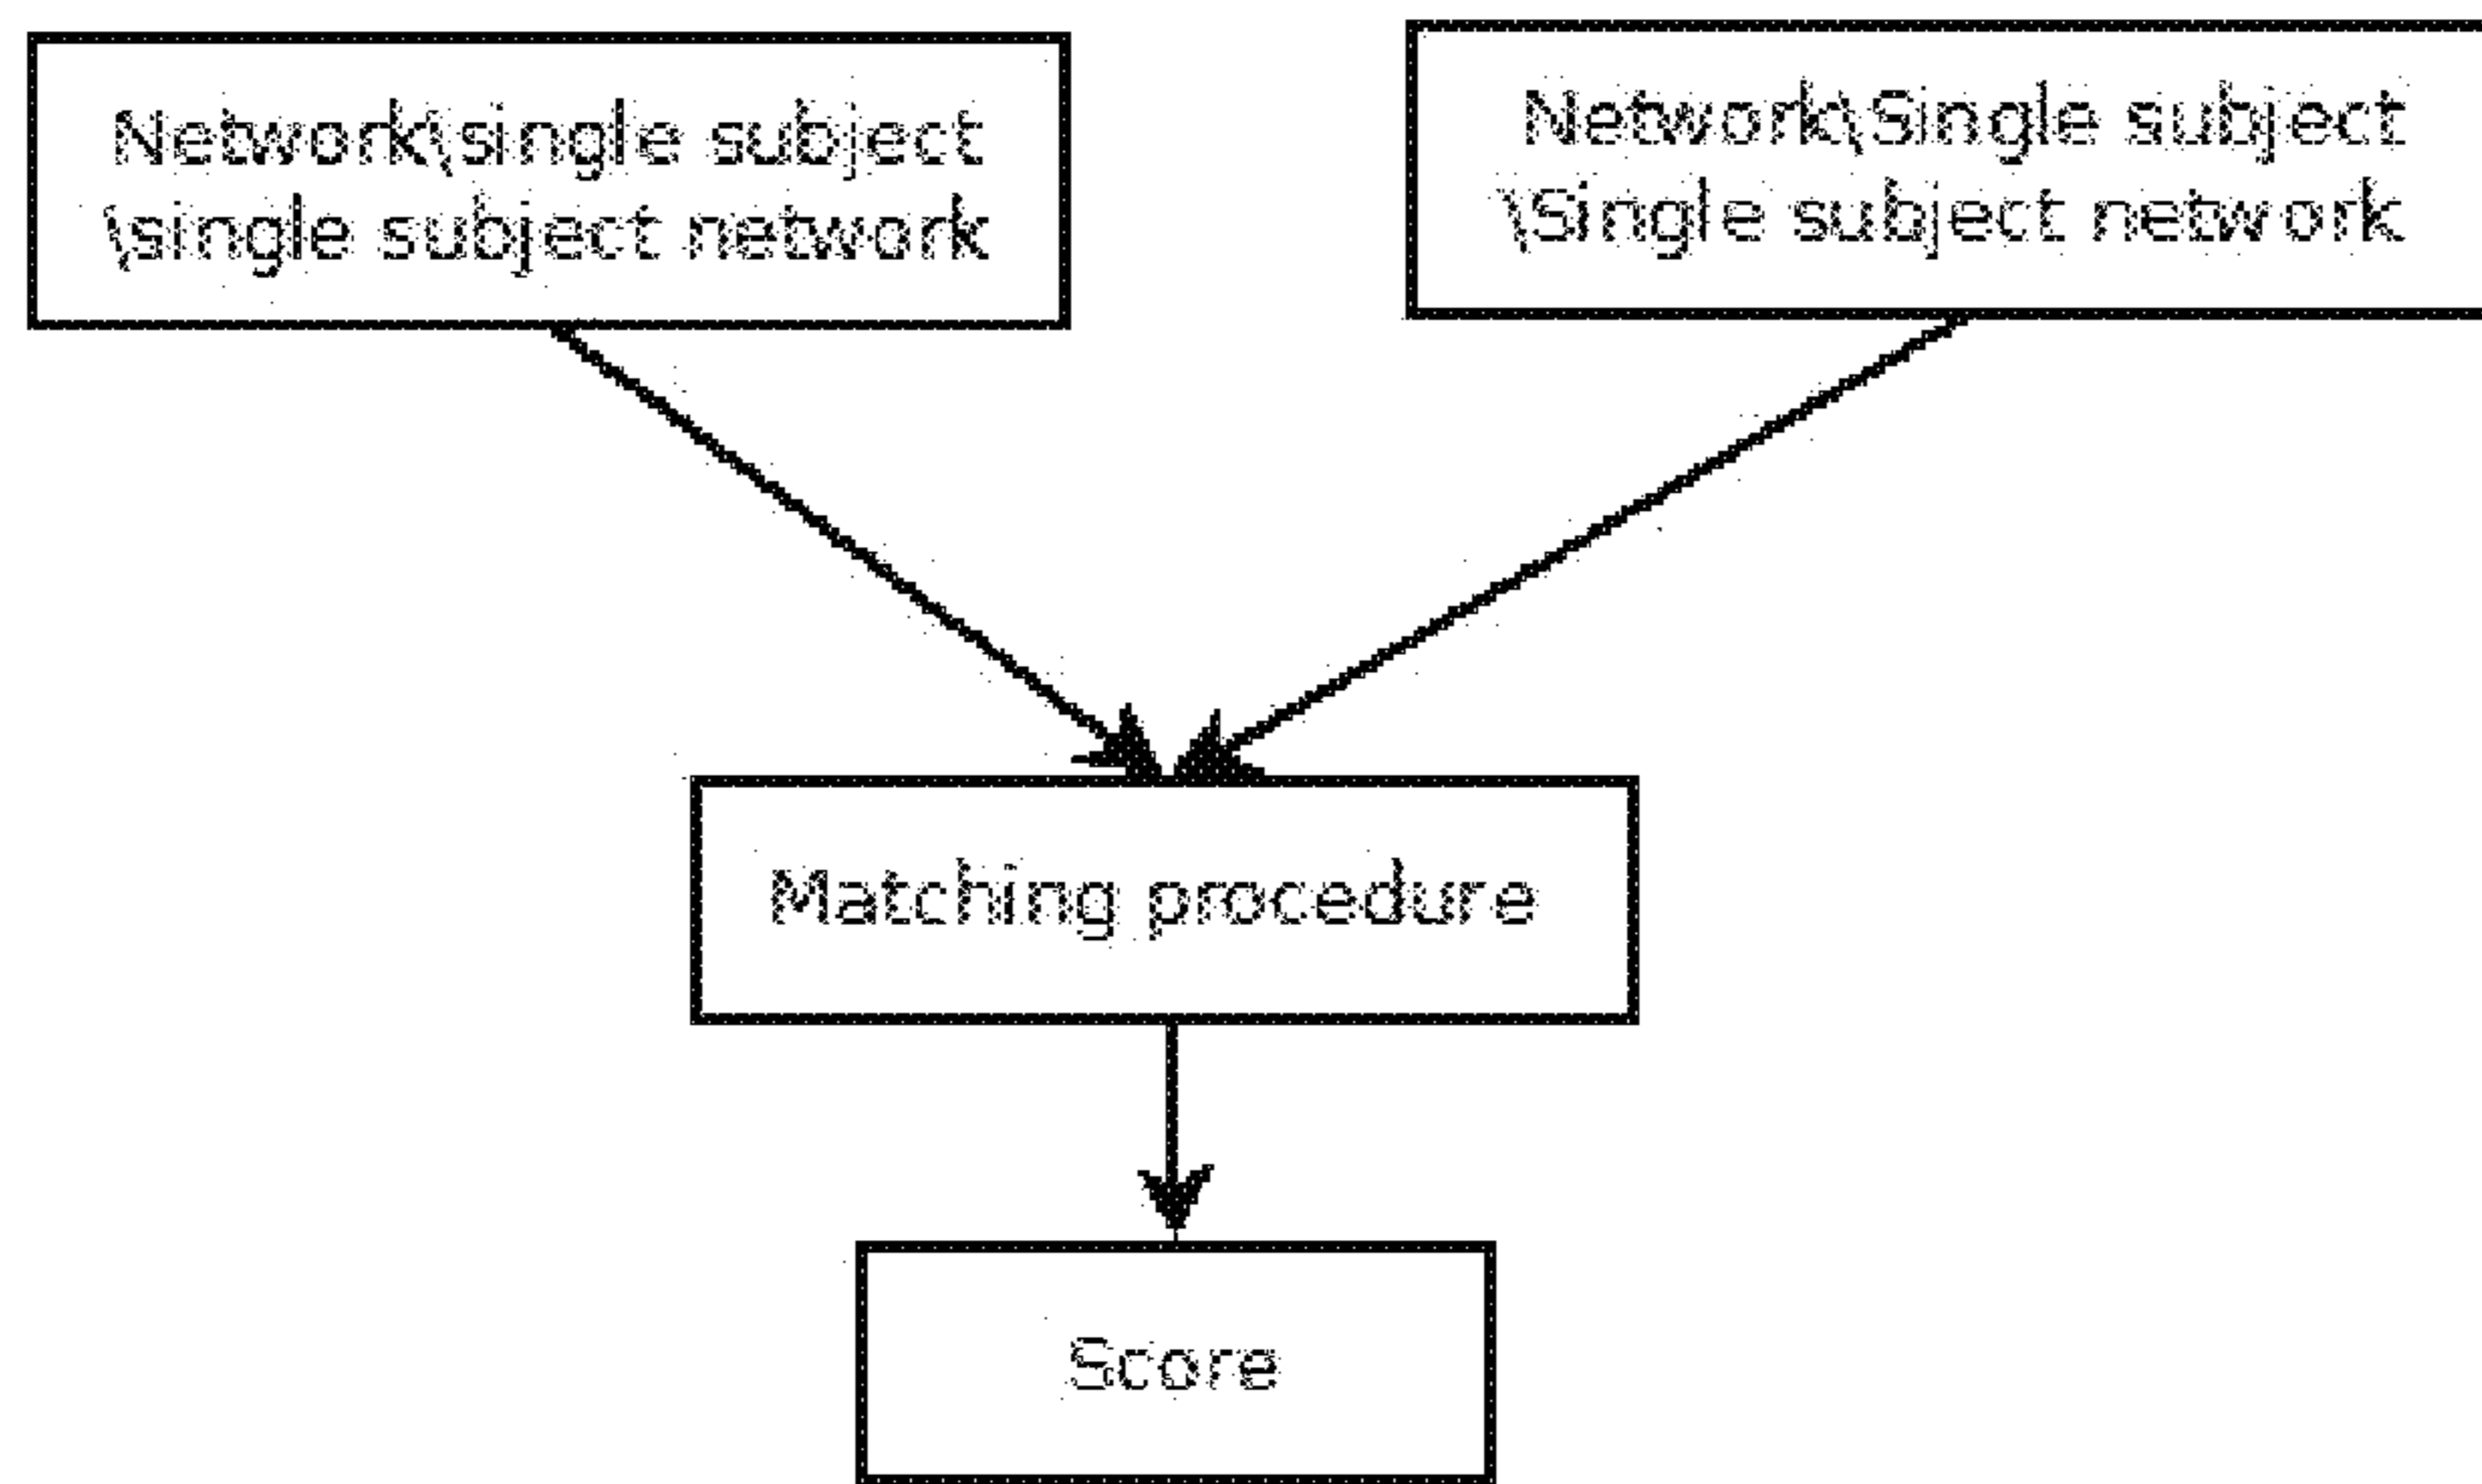 Network\single subject
\single subject network
Network\Single subject
\Single subject network
Matching procedure
Score